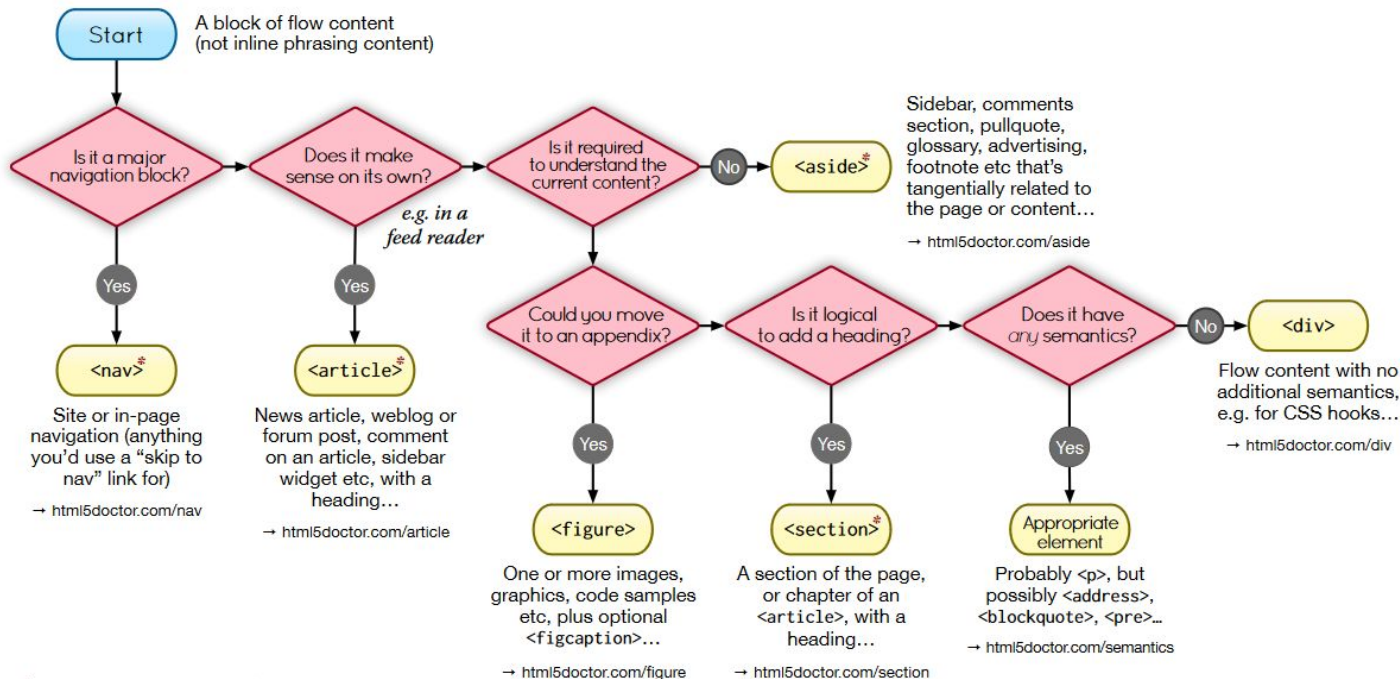 Start
A block of flow content
(not inline phrasing content)
Is it a major
navigation block?
Does it make
sense on its own?
e.g. in a
feed reader
Is it required
to understand the
current content?
No
<aside>*
Sidebar, comments
section, pullquote,
glossary, advertising,
footnote etc that's
tangentially related to
the page or content…
→ html5doctor.com/aside
Yes
<nav>*
Site or in-page
navigation (anything
you'd use a “skip to
nav” link for)
→ html5doctor.com/nav
Yes
<article>*
News article, weblog or
forum post, comment
on an article, sidebar
widget etc, with a
heading…
→ html5doctor.com/article
Could you move
it to an appendix?
Is it logical
to add a heading?
Does it have
any semantics?
No
<div>
Flow content with no
additional semantics,
e.g. for CSS hooks…
→ html5doctor.com/div
Yes
<figure>
One or more images,
graphics, code samples
etc, plus optional
<figcaption>…
→ html5doctor.com/figure
Yes
<section>*
A section of the page,
or chapter of an
<article>, with a
heading…
→ html5doctor.com/section
Yes
Appropriate
element
Probably <p>, but
possibly <address>,
<blockquote>, <pre>…
→ html5doctor.com/semantics